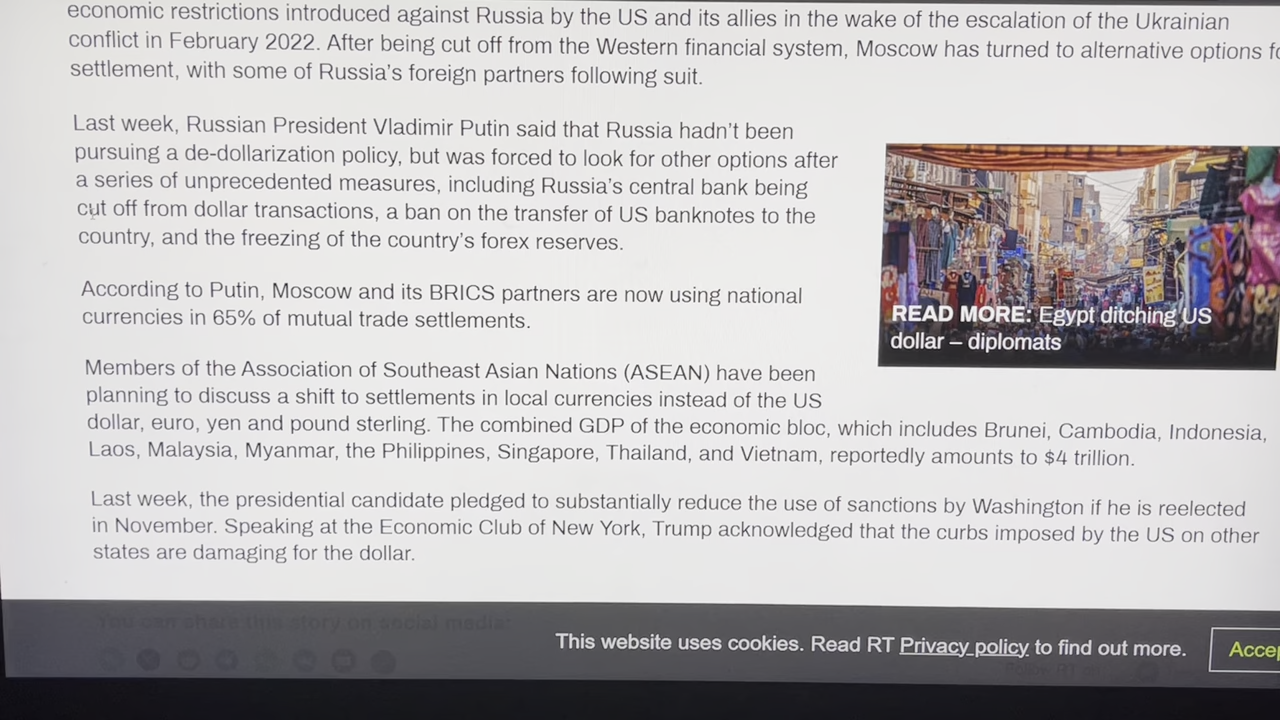 economic restrictions introduced against Russia by the US and its allies in the wake of the escalation of the Ukrainian
conflict in February 2022. After being cut off from the Western financial system, Moscow has turned to alternative options fo
settlement, with some of Russia's foreign partners following suit.
Last week, Russian President Vladimir Putin said that Russia hadn't been
pursuing a de-dollarization policy, but was forced to look for other options after
a series of unprecedented measures, including Russia's central bank being
cut off from dollar transactions, a ban on the transfer of US banknotes to the
country, and the freezing of the country's forex reserves.
According to Putin, Moscow and its BRICS partners are now using national
currencies in 65% of mutual trade settlements.
READ MORE: Egypt ditching US
dollar – diplomats
Members of the Association of Southeast Asian Nations (ASEAN) have been
planning to discuss a shift to settlements in local currencies instead of the US
dollar, euro, yen and pound sterling. The combined GDP of the economic bloc, which includes Brunei, Cambodia, Indonesia,
Laos, Malaysia, Myanmar, the Philippines, Singapore, Thailand, and Vietnam, reportedly amounts to $4 trillion.
Last week, the presidential candidate pledged to substantially reduce the use of sanctions by Washington if he is reelected
in November. Speaking at the Economic Club of New York, Trump acknowledged that the curbs imposed by the US on other
states are damaging for the dollar.
You can share this story on social media:
This website uses cookies. Read RT Privacy policy to find out more.
Accep